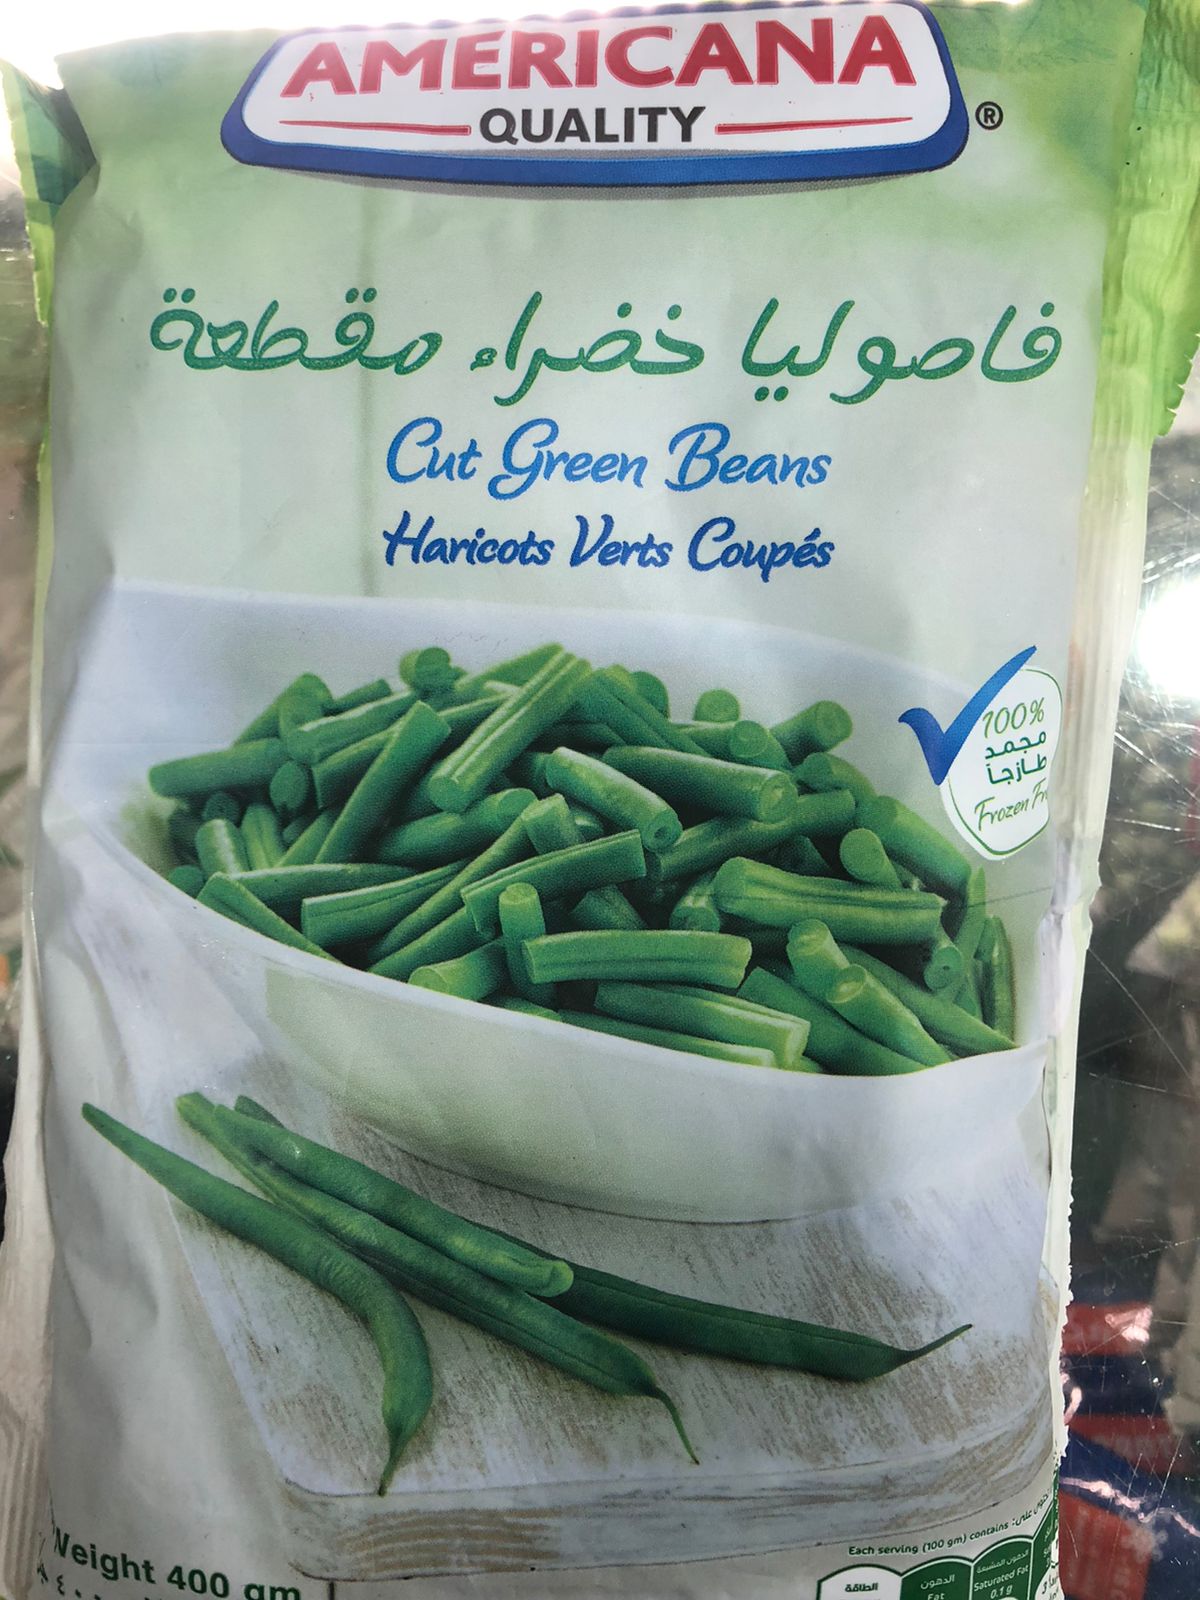 AMERICANA
QUALITY
®
فاصوليا خضراء مقطعة
Cut Green Beans
Haricots Verts Coupés
100%
مجمد
طازجاً
Frozen
Weight 400 gm
Each serving (100 gm) contains
الطاقة
الدهون
Fat
الدهون المشبعة
Saturated Fat
0.1 g